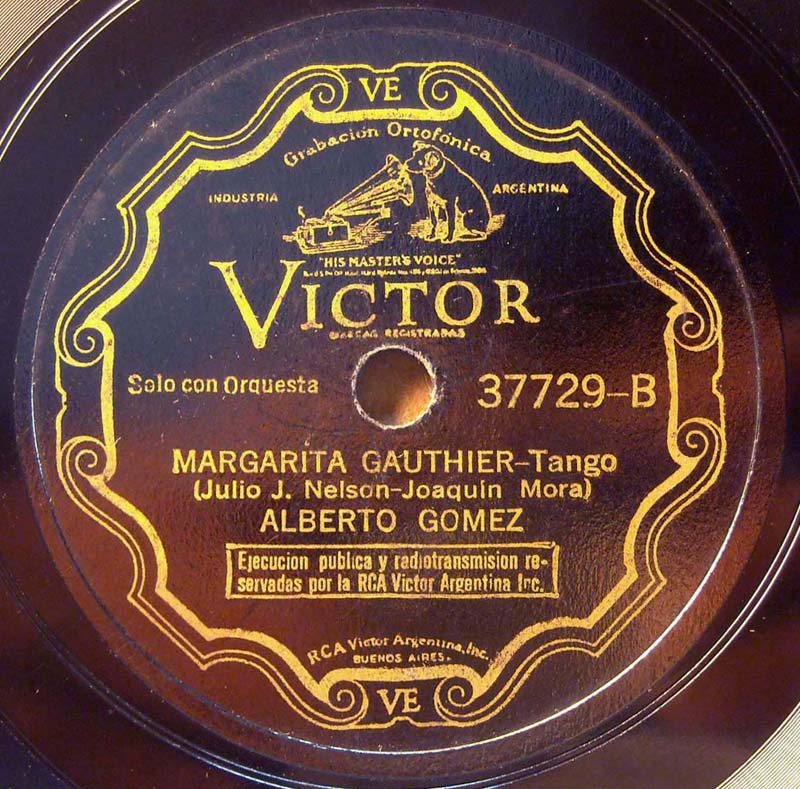 VE
Grabación Ortofónica
INDUSTRIA ARGENTINA
"HIS MASTER'S VOICE"
VICTOR
MARCAS REGISTRADAS
Solo con Orquesta 37729-B
MARGARITA GAUTHIER-Tango
(Julio J. Nelson-Joaquín Mora)
ALBERTO GOMEZ
Ejecucion publica y radiotransmision re-
servadas por la RCA Victor Argentina Inc.
RCA Victor Argentina, Inc.
BUENOS AIRES.-
VE